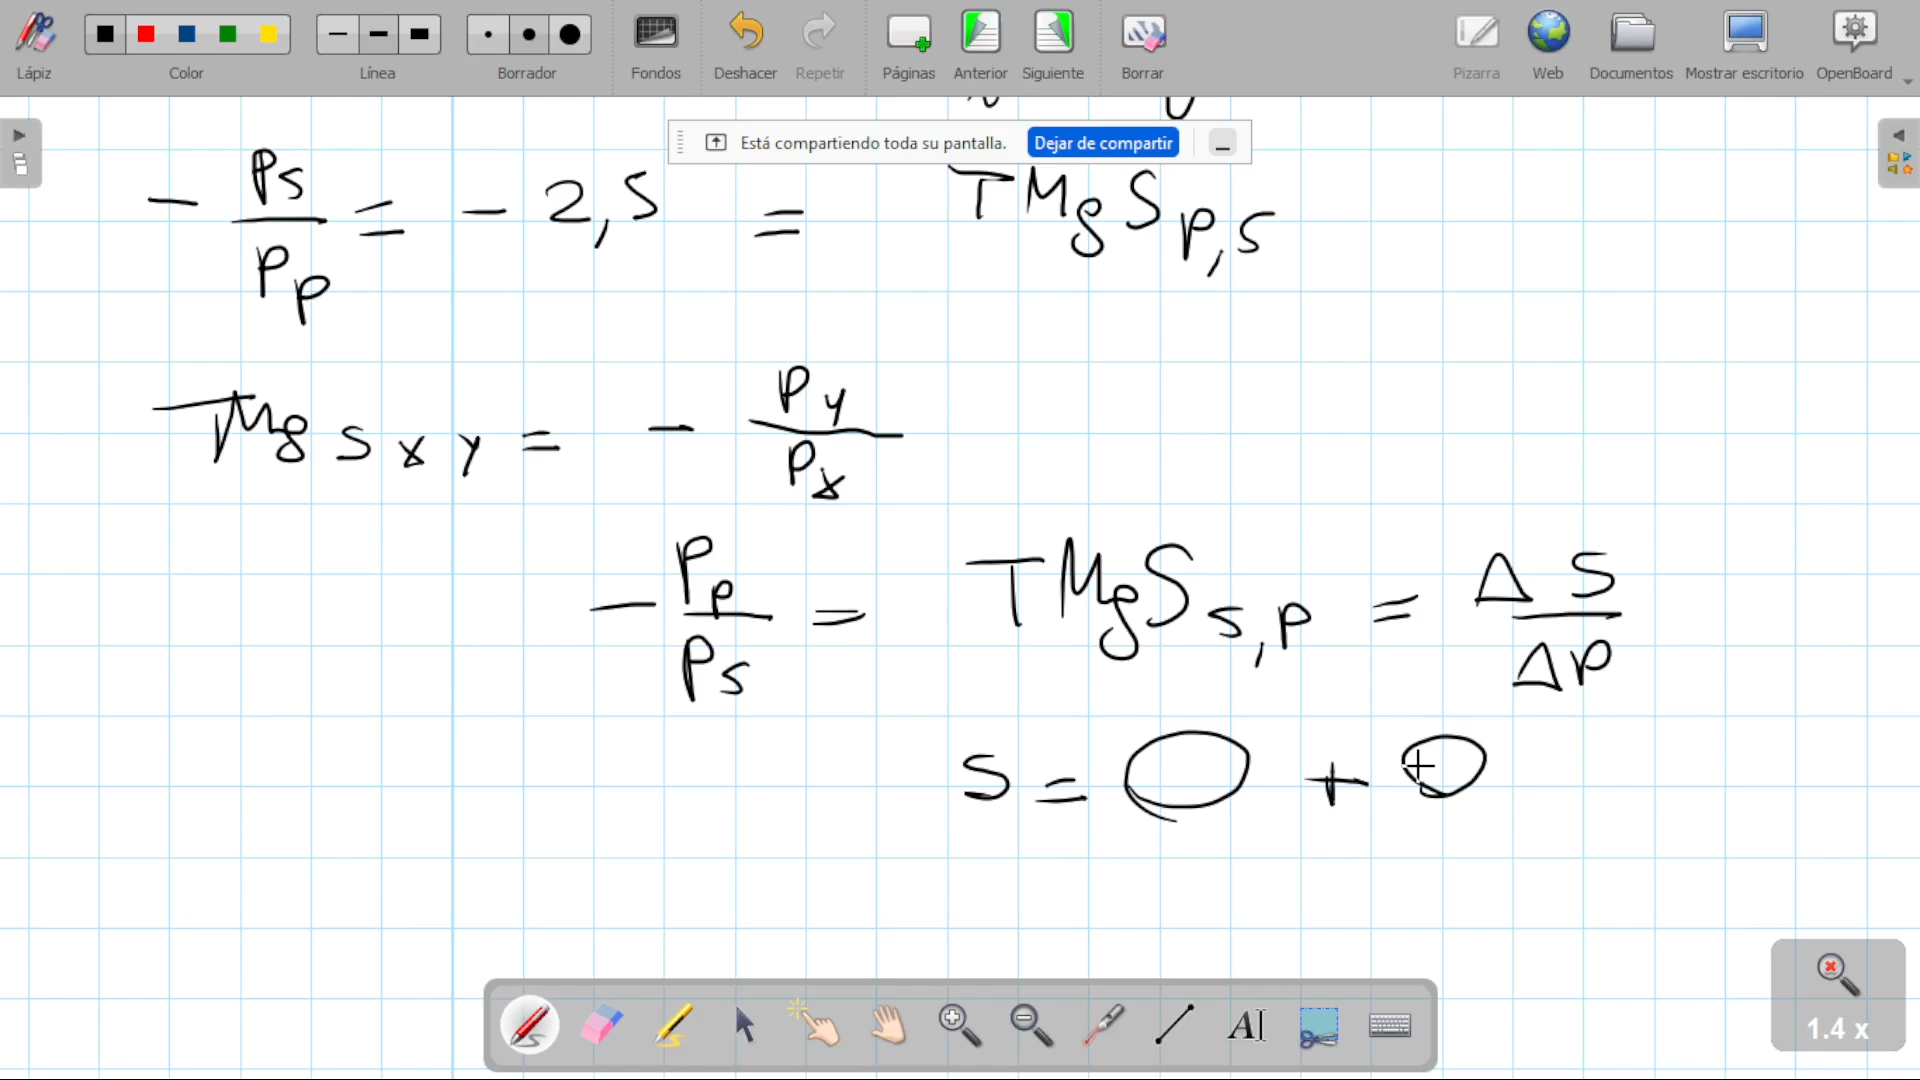 Lápiz Color Línea Borrador Fondos Deshacer Repetir Páginas Anterior Siguiente Borrar Pizarra Web Documentos Mostrar escritorio OpenBoard
Está compartiendo toda su pantalla. Dejar de compartir
- Ps/Pp = - 2,5 = TMgS P,S
TMgS x y = - Py/Px
- Pp/Ps = TMgS S,P = ΔS/ΔP
S = O + O
1.4 x